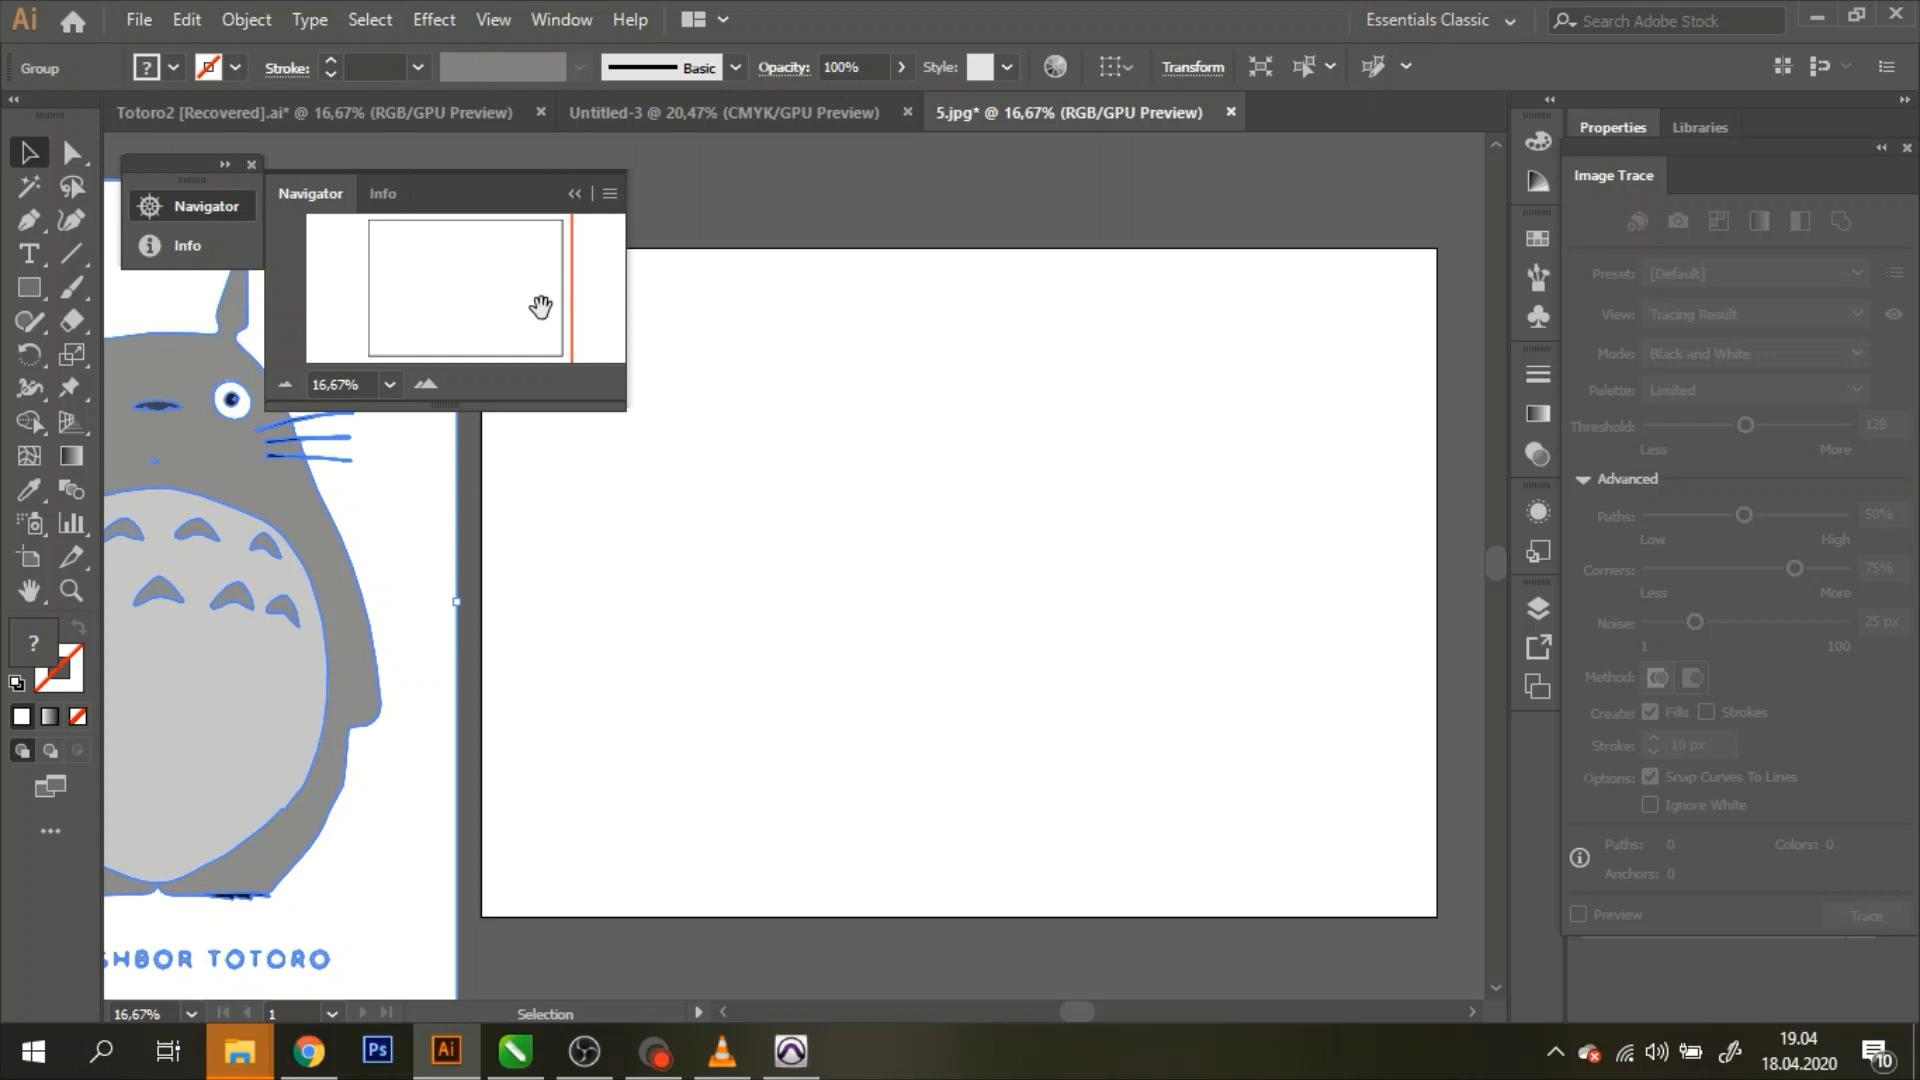 Ai File Edit Object Type Select Effect View Window Help Essentials Classic Search Adobe Stock
Group ? Stroke: Basic Opacity: 100% Style: Transform
Totoro2 [Recovered].ai* @ 16,67% (RGB/GPU Preview) Untitled-3 @ 20,47% (CMYK/GPU Preview) 5.jpg* @ 16,67% (RGB/GPU Preview)
Properties Libraries
Image Trace
Navigator
Info
Navigator Info
16,67%
Preset: [Default]
View: Tracing Result
Mode: Black and White
Palette: Limited
Threshold: 128
Less More
Advanced
Paths: 50%
Low High
Corners: 75%
Less More
Noise: 25 px
1 100
Method:
Create: Fills Strokes
Stroke: 10 px
Options: Snap Curves To Lines
Ignore White
Paths: 0 Colors: 0
Anchors: 0
Preview Trace
?
HBOR TOTORO
16,67% 1 Selection
Ps Ai
19.04
18.04.2020
10